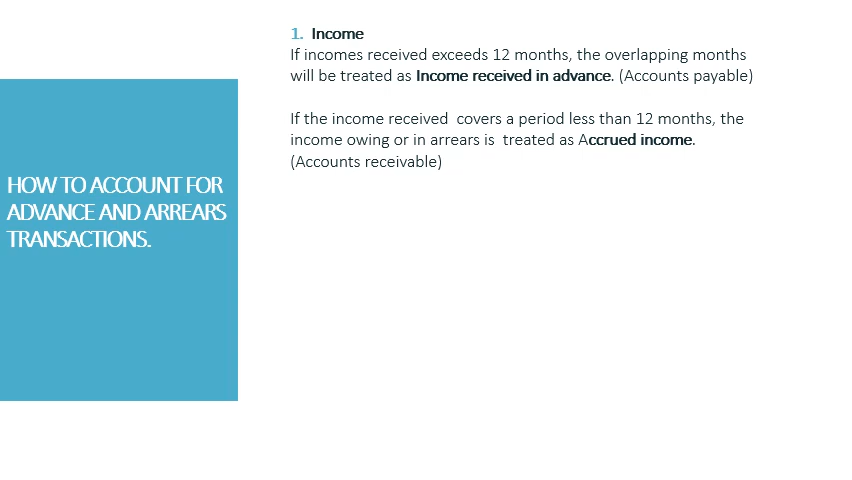 HOW TO ACCOUNT FOR
ADVANCE AND ARREARS
TRANSACTIONS.
1. Income
If incomes received exceeds 12 months, the overlapping months
will be treated as Income received in advance. (Accounts payable)
If the income received  covers a period less than 12 months, the
income owing or in arrears is  treated as Accrued income.
(Accounts receivable)